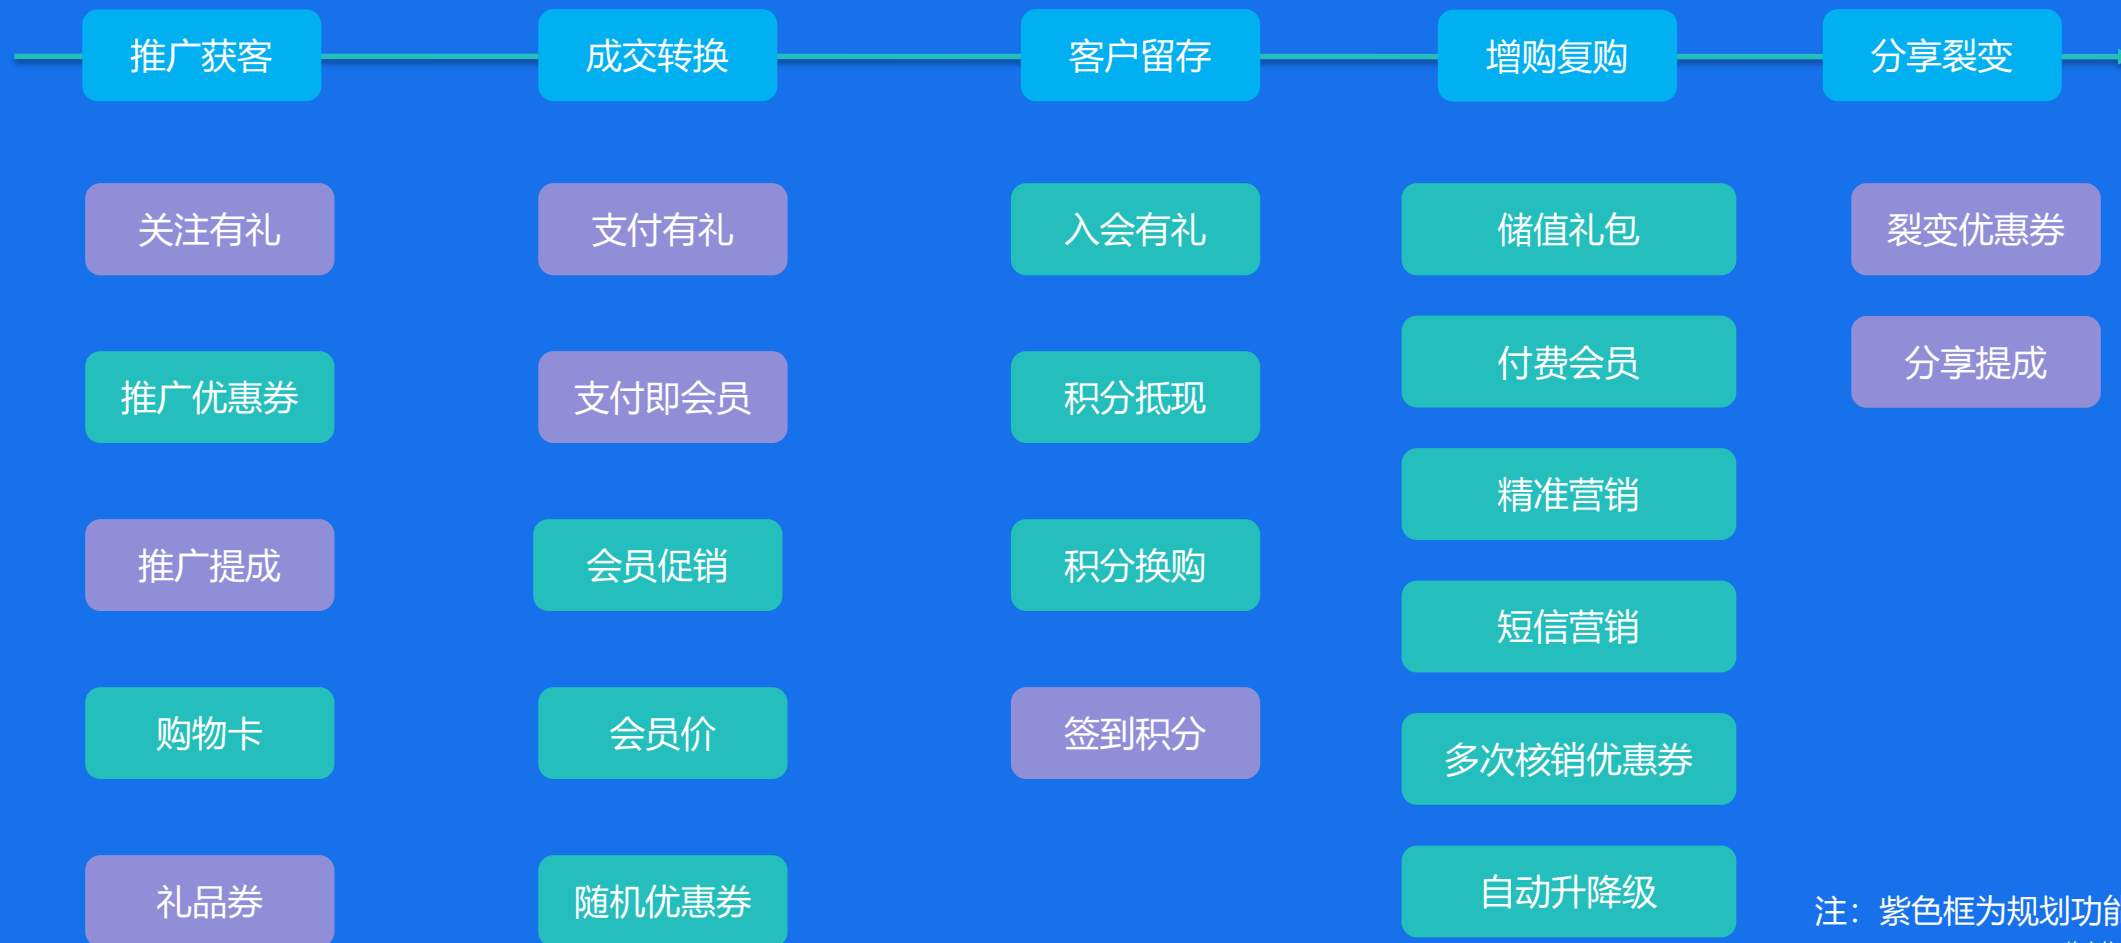 推广获客
成交转换
客户留存
增购复购
分享裂变
关注有礼
推广优惠券
推广提成
购物卡
礼品券
支付有礼
支付即会员
会员促销
会员价
随机优惠券
入会有礼
积分抵现
积分换购
签到积分
储值礼包
付费会员
精准营销
短信营销
多次核销优惠券
自动升降级
裂变优惠券
分享提成
注：紫色框为规划功能